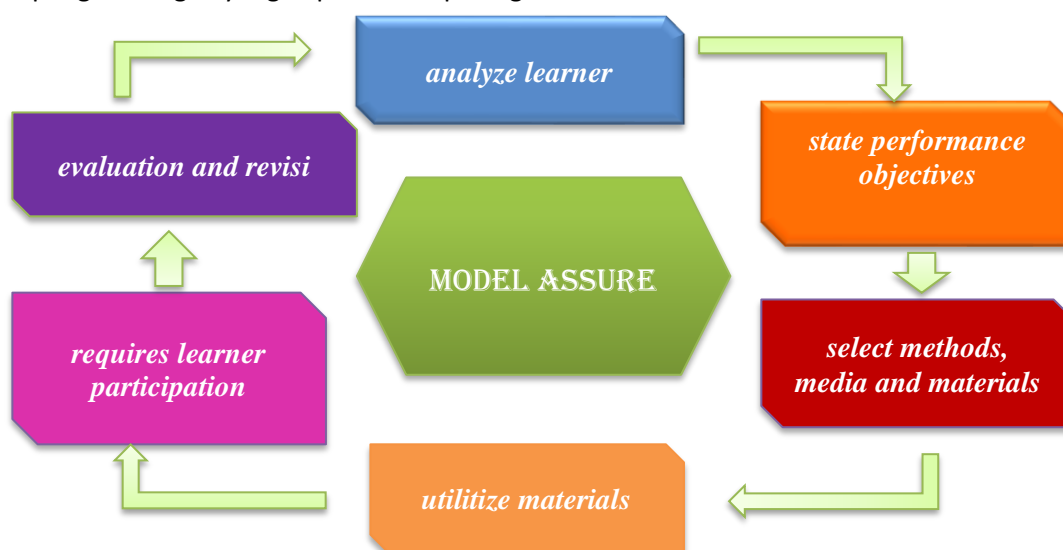 analyze learner
state performance
objectives
select methods,
media and materials
utilitize materials
requires learner
participation
evaluation and revisi
MODEL ASSURE